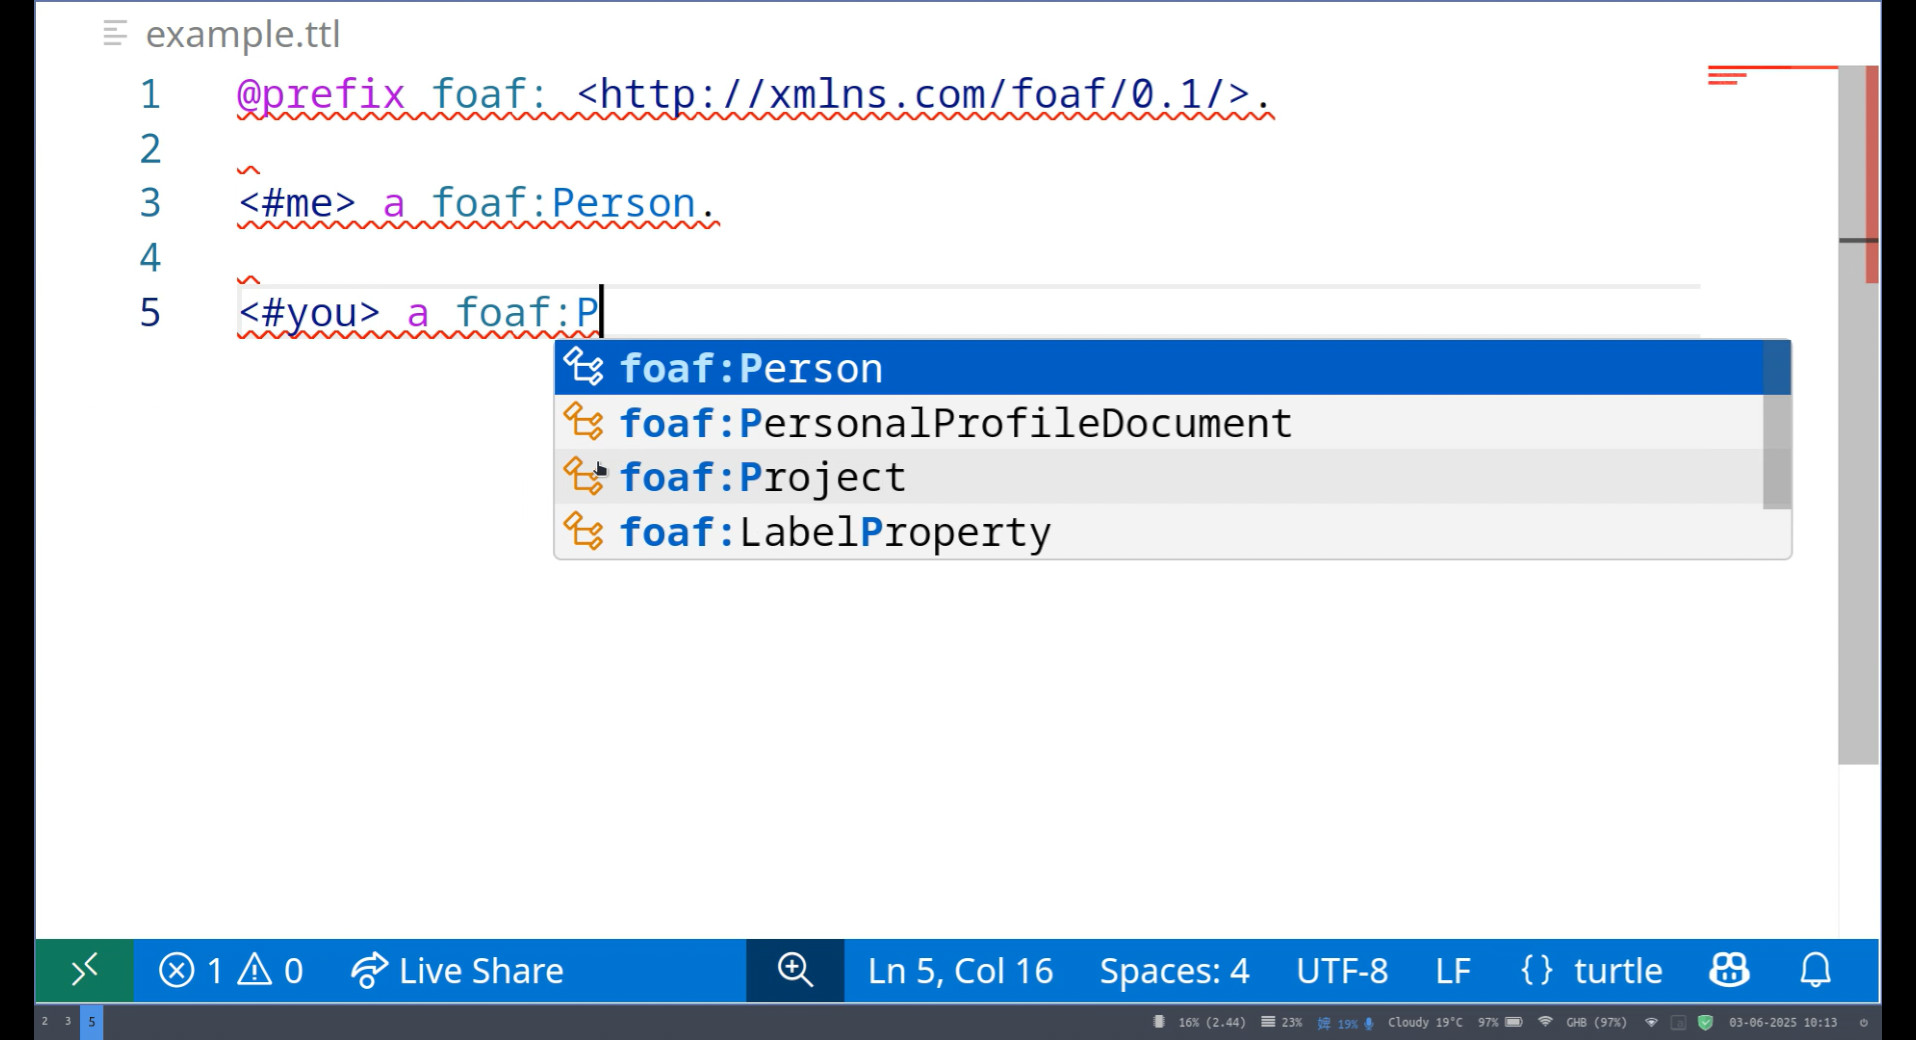 example.ttl
1 @prefix foaf: <http://xmlns.com/foaf/0.1/>.
2
3 <#me> a foaf:Person.
4
5 <#you> a foaf:P
foaf:Person
foaf:PersonalProfileDocument
foaf:Project
foaf:LabelProperty
1 0 Live Share Ln 5, Col 16 Spaces: 4 UTF-8 LF {} turtle
2 3 5 16% (2.44) 23% 19% Cloudy 19°C 97% GHB (97%) 03-06-2025 10:13